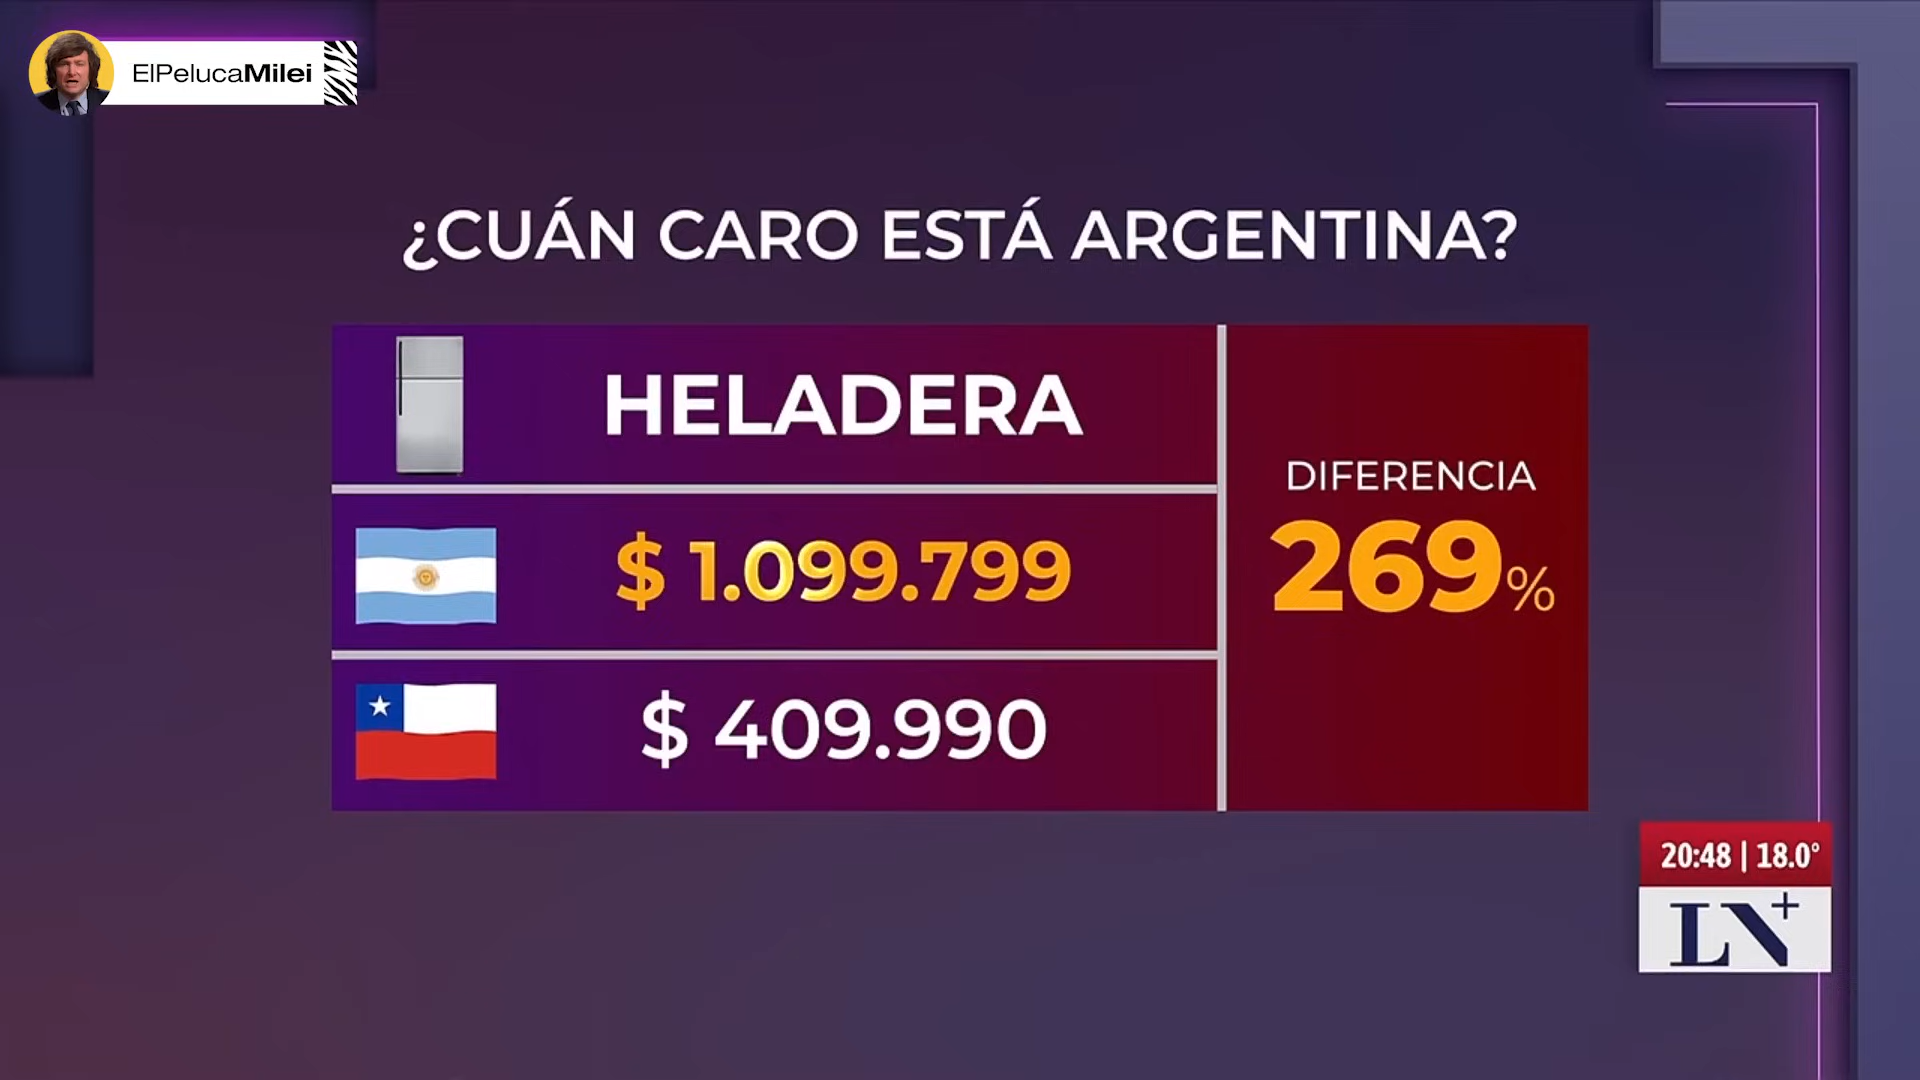 ElPelucaMilei
¿CUÁN CARO ESTÁ ARGENTINA?
HELADERA
$ 1.099.799
$ 409.990
DIFERENCIA
269%
20:48 | 18.0°
LN+